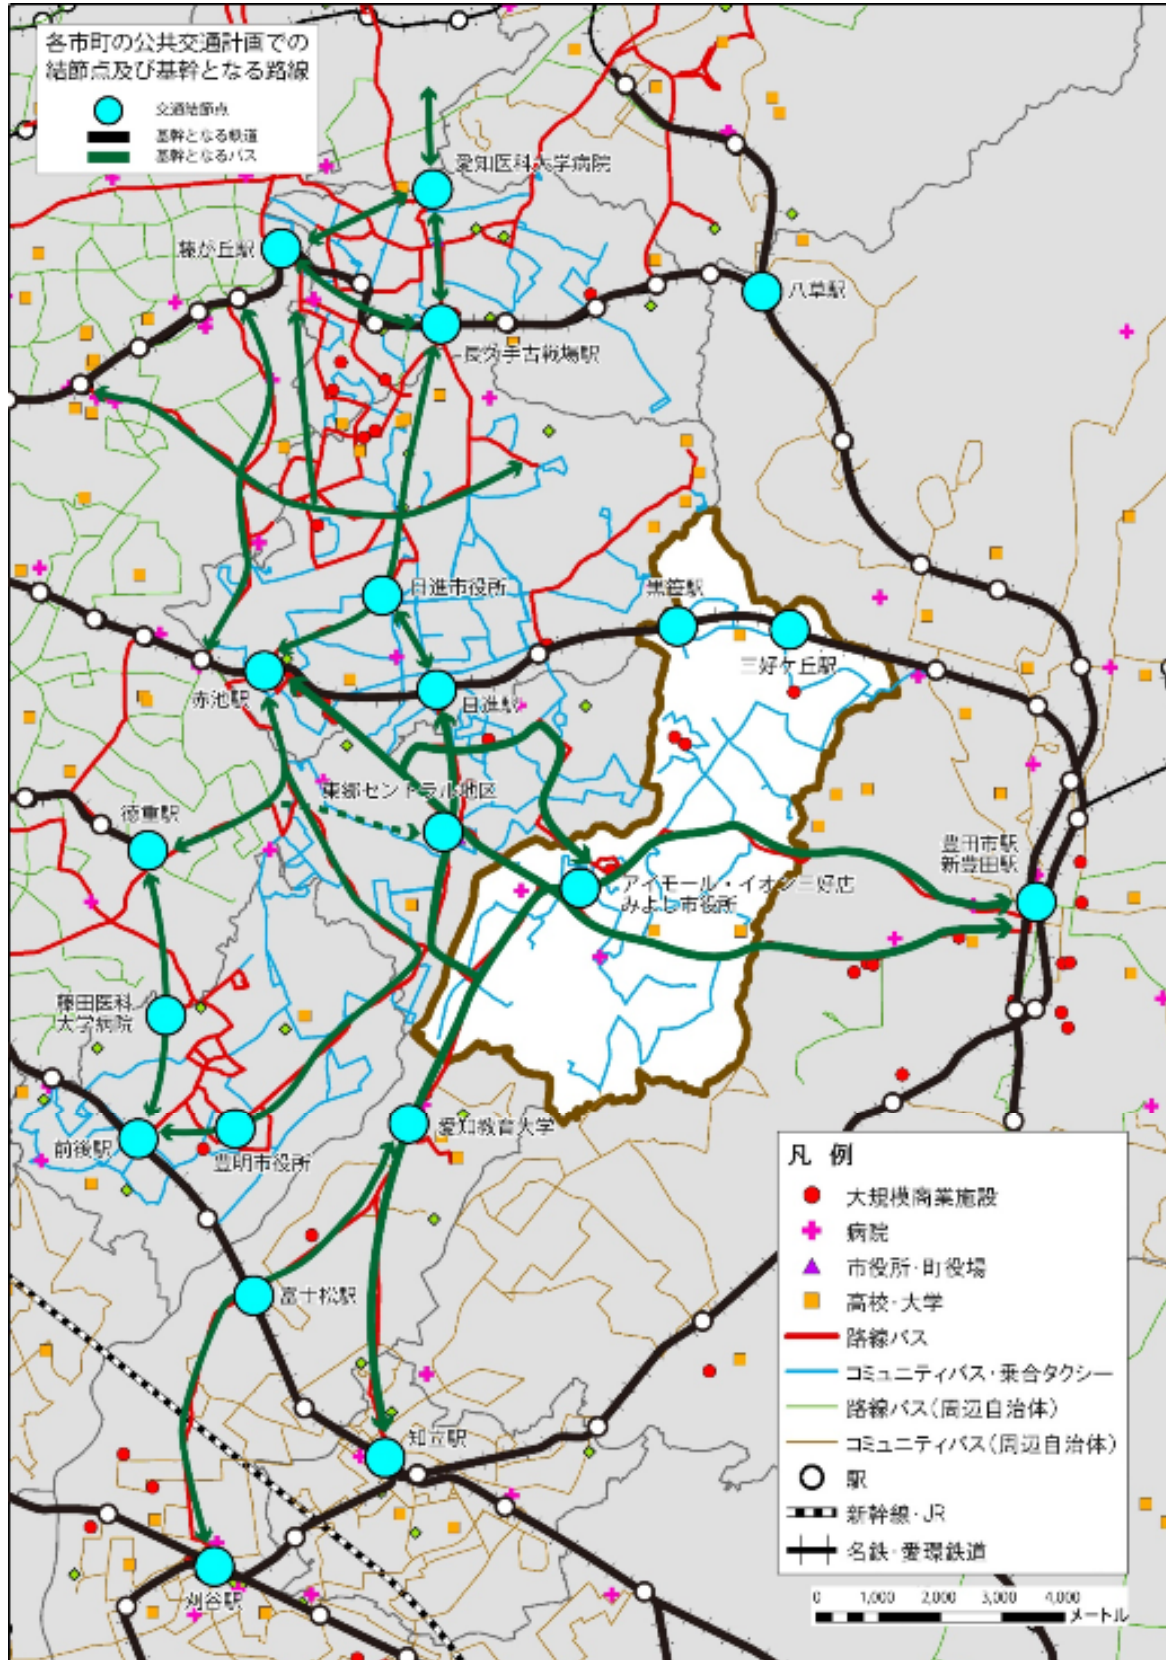 各市町の公共交通計画での
結節点及び基幹となる路線
交通結節点
基幹となる鉄道
基幹となるバス
愛知医科大学病院
藤が丘駅
八草駅
長久手古戦場駅
日進市役所
黒笹駅
三好ケ丘駅
赤池駅
日進駅
東郷セントラル地区
徳重駅
豊田市駅
新豊田駅
アイモール・イオン三好店
みよし市役所
藤田医科
大学病院
愛知教育大学
前後駅
豊明市役所
富士松駅
知立駅
刈谷駅
凡 例
大規模商業施設
病院
市役所・町役場
高校・大学
路線バス
コミュニティバス・乗合タクシー
路線バス（周辺自治体）
コミュニティバス（周辺自治体）
駅
新幹線・JR
名鉄・愛環鉄道
0 1,000 2,000 3,000 4,000
メートル